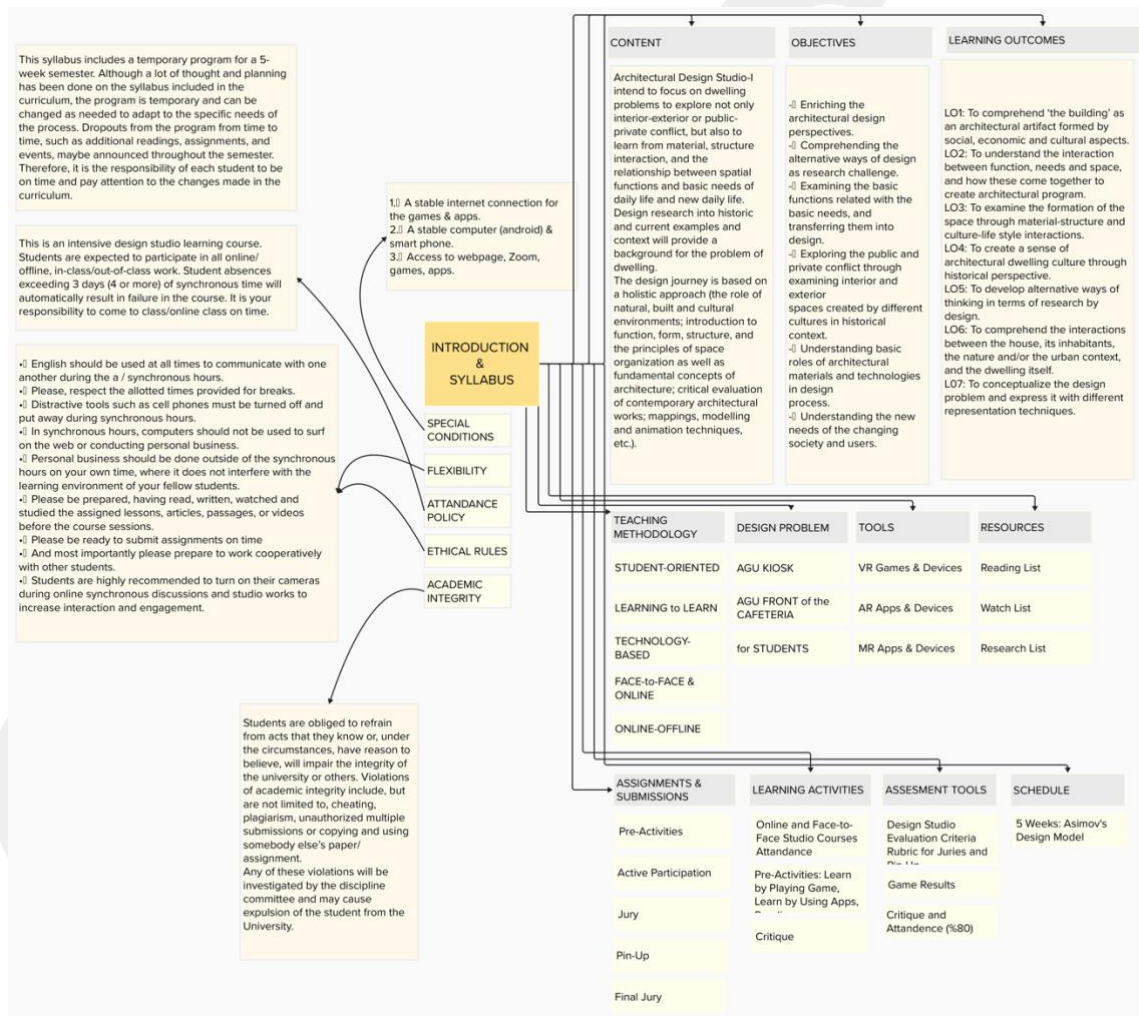 This syllabus includes a temporary program for a 5-
week semester. Although a lot of thought and planning
has been done on the syllabus included in the
curriculum, the program is temporary and can be
changed as needed to adapt to the specific needs of
the process. Dropouts from the program from time to
time, such as additional readings, assignments, and
events, maybe announced throughout the semester.
Therefore, it is the responsibility of each student to be
on time and pay attention to the changes made in the
curriculum.
This is an intensive design studio learning course.
Students are expected to participate in all online/
offline, in-class/out-of-class work. Student absences
exceeding 3 days (4 or more) of synchronous time will
automatically result in failure in the course. It is your
responsibility to come to class/online class on time.
•▯ English should be used at all times to communicate with one
another during the a / synchronous hours.
•▯ Please, respect the allotted times provided for breaks.
•▯ Distractive tools such as cell phones must be turned off and
put away during synchronous hours.
•▯ In synchronous hours, computers should not be used to surf
on the web or conducting personal business.
•▯ Personal business should be done outside of the synchronous
hours on your own time, where it does not interfere with the
learning environment of your fellow students.
•▯ Please be prepared, having read, written, watched and
studied the assigned lessons, articles, passages, or videos
before the course sessions.
•▯ Please be ready to submit assignments on time
•▯ And most importantly please prepare to work cooperatively
with other students.
•▯ Students are highly recommended to turn on their cameras
during online synchronous discussions and studio works to
increase interaction and engagement.
1.▯ A stable internet connection for
the games & apps.
2.▯ A stable computer (android) &
smart phone.
3.▯ Access to webpage, Zoom,
games, apps.
INTRODUCTION
&
SYLLABUS
SPECIAL
CONDITIONS
FLEXIBILITY
ATTANDANCE
POLICY
ETHICAL RULES
ACADEMIC
INTEGRITY
Students are obliged to refrain
from acts that they know or, under
the circumstances, have reason to
believe, will impair the integrity of
the university or others. Violations
of academic integrity include, but
are not limited to, cheating,
plagiarism, unauthorized multiple
submissions or copying and using
somebody else's paper/
assignment.
Any of these violations will be
investigated by the discipline
committee and may cause
expulsion of the student from the
University.
CONTENT
Architectural Design Studio-I
intend to focus on dwelling
problems to explore not only
interior-exterior or public-
private conflict, but also to
learn from material, structure
interaction, and the
relationship between spatial
functions and basic needs of
daily life and new daily life.
Design research into historic
and current examples and
context will provide a
background for the problem of
dwelling.
The design journey is based on
a holistic approach (the role of
natural, built and cultural
environments; introduction to
function, form, structure, and
the principles of space
organization as well as
fundamental concepts of
architecture; critical evaluation
of contemporary architectural
works; mappings, modelling
and animation techniques,
etc.).
OBJECTIVES
-▯ Enriching the
architectural design
perspectives.
-▯ Comprehending the
alternative ways of design
as research challenge.
-▯ Examining the basic
functions related with the
basic needs, and
transferring them into
design.
-▯ Exploring the public and
private conflict through
examining interior and
exterior
spaces created by different
cultures in historical
context.
-▯ Understanding basic
roles of architectural
materials and technologies
in design
process.
-▯ Understanding the new
needs of the changing
society and users.
LEARNING OUTCOMES
LO1: To comprehend 'the building' as
an architectural artifact formed by
social, economic and cultural aspects.
LO2: To understand the interaction
between function, needs and space,
and how these come together to
create architectural program.
LO3: To examine the formation of the
space through material-structure and
culture-life style interactions.
LO4: To create a sense of
architectural dwelling culture through
historical perspective.
LO5: To develop alternative ways of
thinking in terms of research by
design.
LO6: To comprehend the interactions
between the house, its inhabitants,
the nature and/or the urban context,
and the dwelling itself.
L07: To conceptualize the design
problem and express it with different
representation techniques.
TEACHING
METHODOLOGY
STUDENT-ORIENTED
LEARNING to LEARN
TECHNOLOGY-
BASED
FACE-to-FACE &
ONLINE
ONLINE-OFFLINE
DESIGN PROBLEM
AGU KIOSK
AGU FRONT of the
CAFETERIA
for STUDENTS
TOOLS
VR Games & Devices
AR Apps & Devices
MR Apps & Devices
RESOURCES
Reading List
Watch List
Research List
ASSIGNMENTS &
SUBMISSIONS
Pre-Activities
Active Participation
Jury
Pin-Up
Final Jury
LEARNING ACTIVITIES
Online and Face-to-
Face Studio Courses
Attandance
Pre-Activities: Learn
by Playing Game,
Learn by Using Apps,
Critique
ASSESMENT TOOLS
Design Studio
Evaluation Criteria
Rubric for Juries and
Game Results
Critique and
Attandence (%80)
SCHEDULE
5 Weeks: Asimov's
Design Model